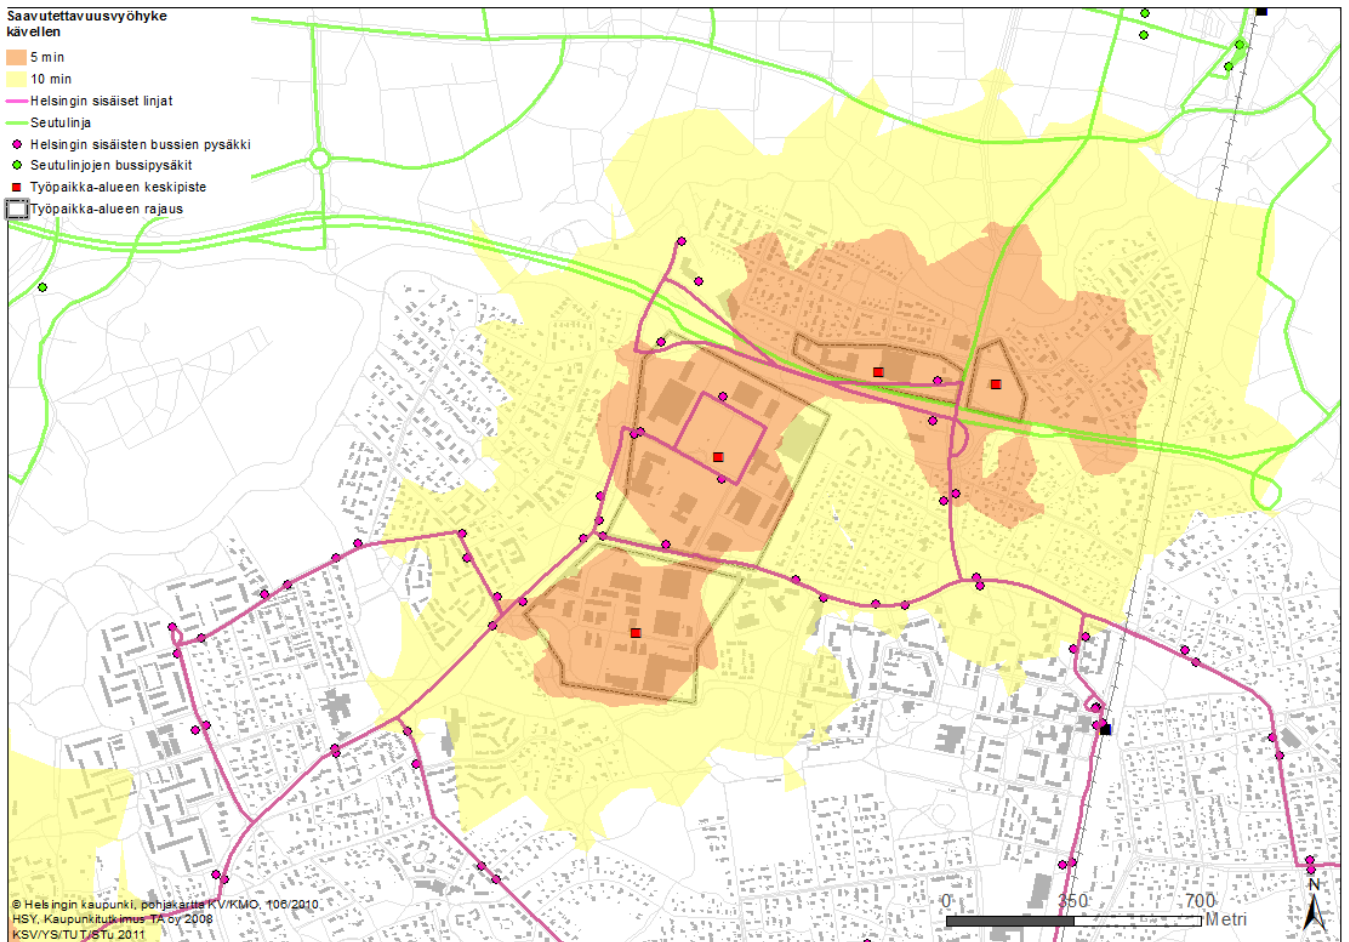 Saavutettavuusvyöhyke
kävellen
5 min
10 min
Helsingin sisäiset linjat
Seutulinja
Helsingin sisäisten bussien pysäkki
Seutulinjojen bussipysäkit
Työpaikka-alueen keskipiste
Työpaikka-alueen rajaus
© Helsingin kaupunki, pohjakartta KV/KMO, 106/2010
HSY, Kaupunkitutkimus TA oy 2008
KSV/YS/TUT/STu 2011
0 350 700
Metri
N